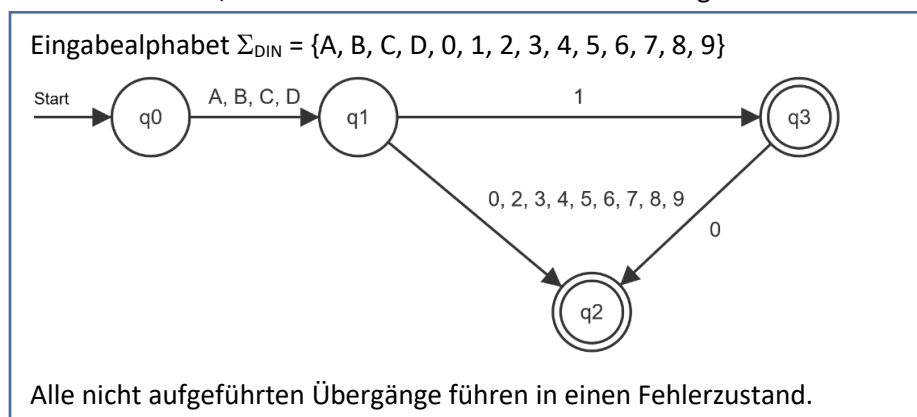 Eingabealphabet Σ_DIN = {A, B, C, D, 0, 1, 2, 3, 4, 5, 6, 7, 8, 9}
Start
q0
A, B, C, D
q1
1
q3
0, 2, 3, 4, 5, 6, 7, 8, 9
0
q2
Alle nicht aufgeführten Übergänge führen in einen Fehlerzustand.